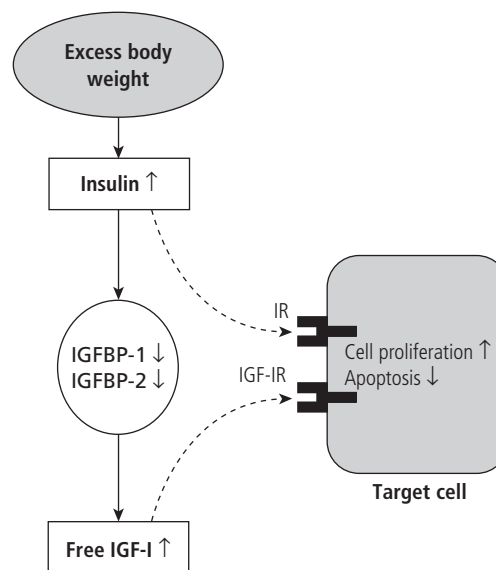 Excess body
weight
Insulin ↑
IR
IGFBP-1 ↓
IGFBP-2 ↓
IGF-IR
Cell proliferation ↑
Apoptosis ↓
Target cell
Free IGF-I ↑